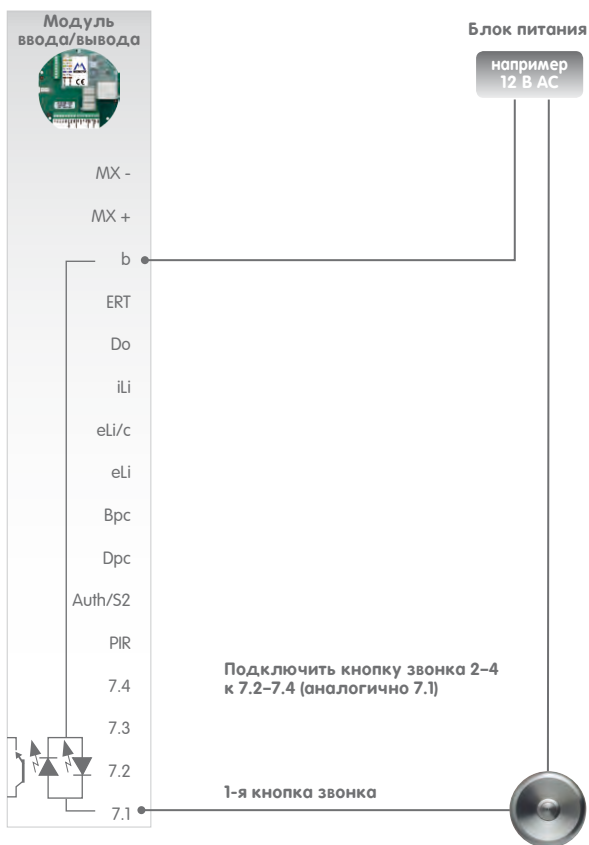 Модуль
ввода/вывода
Блок питания
например
12 В AC
MX -
MX +
b
ERT
Do
iLi
eLi/c
eLi
Bpc
Dpc
Auth/S2
PIR
7.4
Подключить кнопку звонка 2–4
к 7.2–7.4 (аналогично 7.1)
7.3
7.2
1-я кнопка звонка
7.1